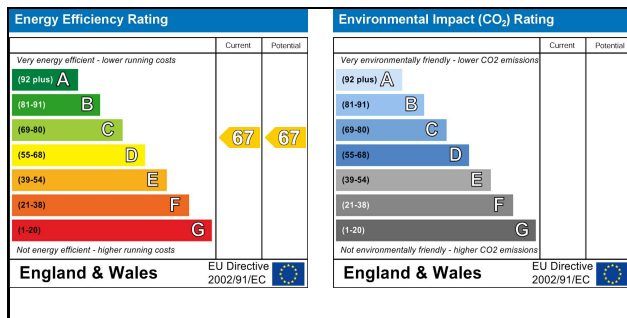 Energy Efficiency Rating
Current Potential
Very energy efficient - lower running costs
(92 plus) A
(81-91) B
(69-80) C
(55-68) D
(39-54) E
(21-38) F
(1-20) G
67 67
Not energy efficient - higher running costs
England & Wales
EU Directive
2002/91/EC
Environmental Impact (CO₂) Rating
Current Potential
Very environmentally friendly - lower CO2 emissions
(92 plus) A
(81-91) B
(69-80) C
(55-68) D
(39-54) E
(21-38) F
(1-20) G
Not environmentally friendly - higher CO2 emissions
England & Wales
EU Directive
2002/91/EC